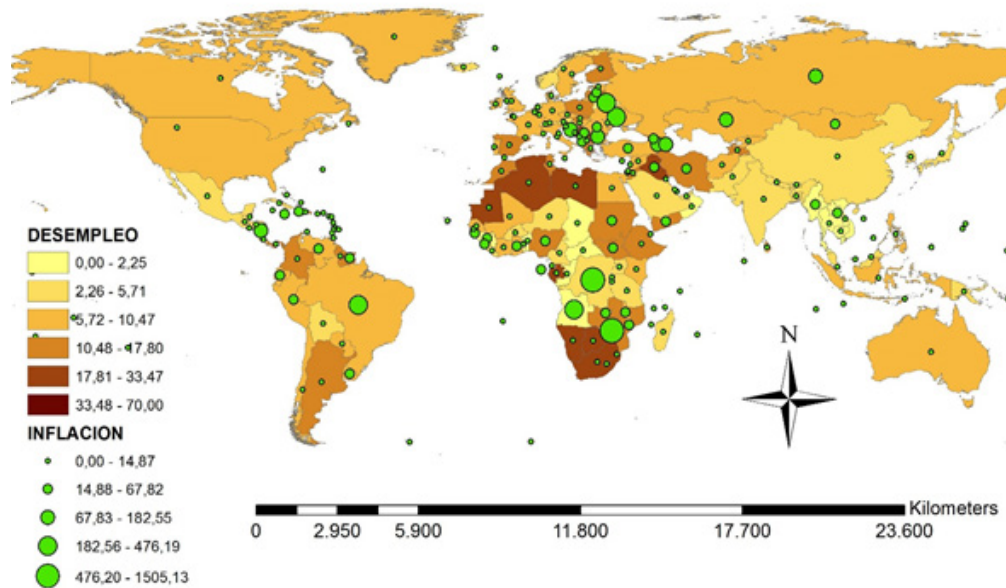 DESEMPLEO
0,00 - 2,25
2,26 - 5,71
5,72 - 10,47
10,48 - 17,80
17,81 - 33,47
33,48 - 70,00
INFLACION
0,00 - 14,87
14,88 - 67,82
67,83 - 182,55
182,56 - 476,19
476,20 - 1505,13
N
Kilometers
0 2.950 5.900 11.800 17.700 23.600